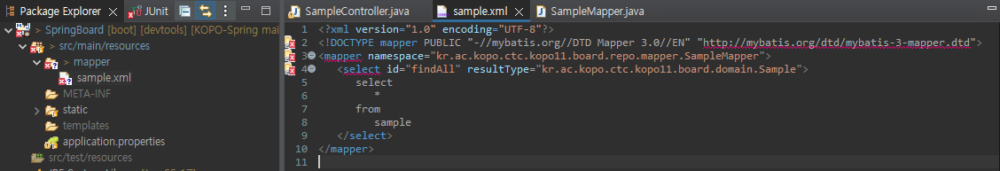 Package Explorer
JUnit
SampleController.java
sample.xml
SampleMapper.java
> SpringBoard [boot] [devtools] [KOPO-Spring mai
> src/main/resources
> mapper
sample.xml
META-INF
static
templates
application.properties
src/test/resources
1 <?xml version="1.0" encoding="UTF-8"?>
2 <!DOCTYPE mapper PUBLIC "-//mybatis.org//DTD Mapper 3.0//EN" "http://mybatis.org/dtd/mybatis-3-mapper.dtd">
3 <mapper namespace="kr.ac.kopo.ctc.kopo11.board.repo.mapper.SampleMapper">
4 <select id="findAll" resultType="kr.ac.kopo.ctc.kopo11.board.domain.Sample">
5 select
6 *
7 from
8 sample
9 </select>
10 </mapper>
11